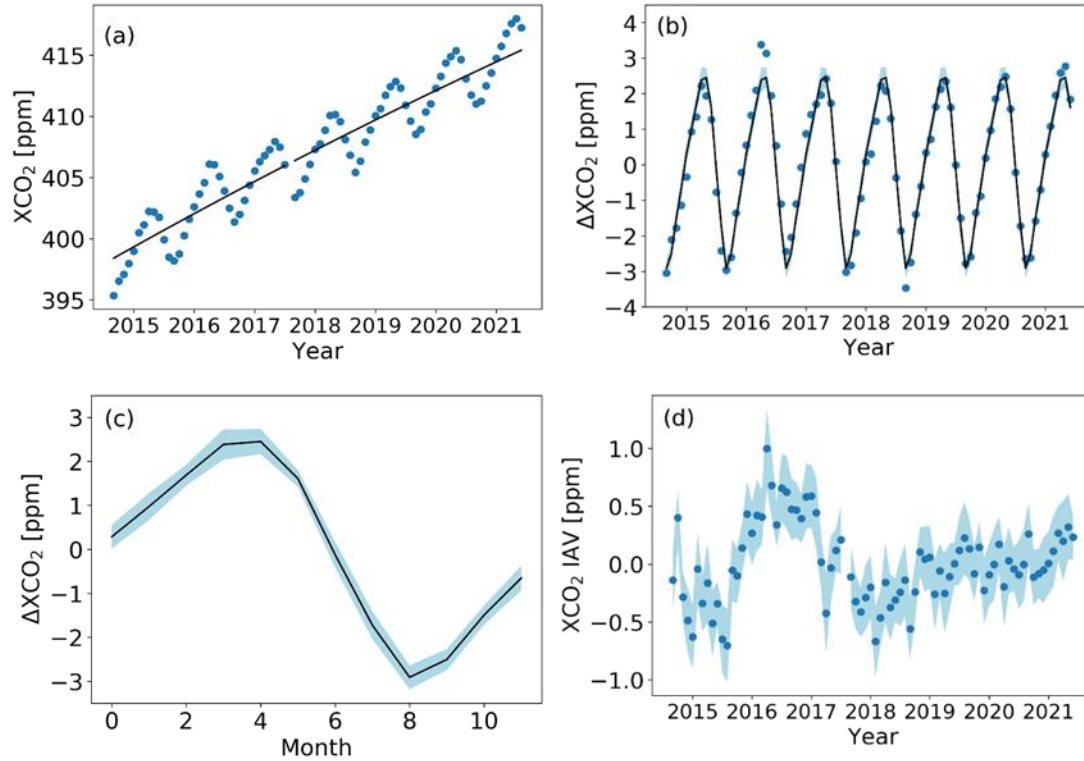 (a)
XCO₂ [ppm]
415
410
405
400
395
2015 2016 2017 2018 2019 2020 2021
Year
(b)
ΔXCO₂ [ppm]
4
3
2
1
0
−1
−2
−3
−4
2015 2016 2017 2018 2019 2020 2021
Year
(c)
ΔXCO₂ [ppm]
3
2
1
0
−1
−2
−3
0 2 4 6 8 10
Month
(d)
XCO₂ IAV [ppm]
1.0
0.5
0.0
−0.5
−1.0
2015 2016 2017 2018 2019 2020 2021
Year